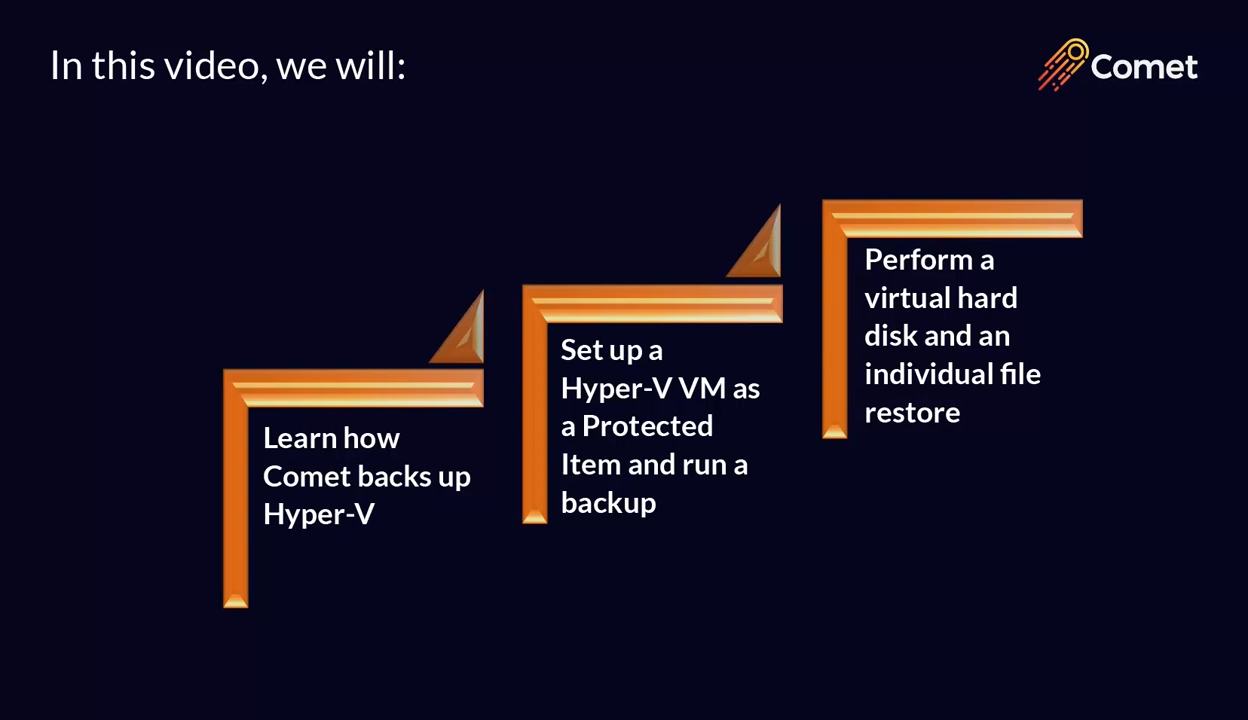 In this video, we will:
Comet
Learn how
Comet backs up
Hyper-V
Set up a
Hyper-V VM as
a Protected
Item and run a
backup
Perform a
virtual hard
disk and an
individual file
restore